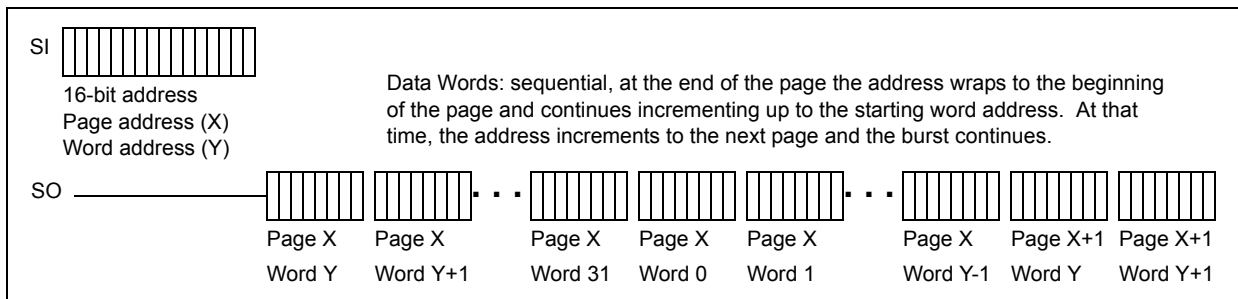 SI
16-bit address
Page address (X)
Word address (Y)
Data Words: sequential, at the end of the page the address wraps to the beginning
of the page and continues incrementing up to the starting word address. At that
time, the address increments to the next page and the burst continues.
SO
Page X Page X Page X Page X Page X Page X Page X+1 Page X+1
Word Y Word Y+1 Word 31 Word 0 Word 1 Word Y-1 Word Y Word Y+1